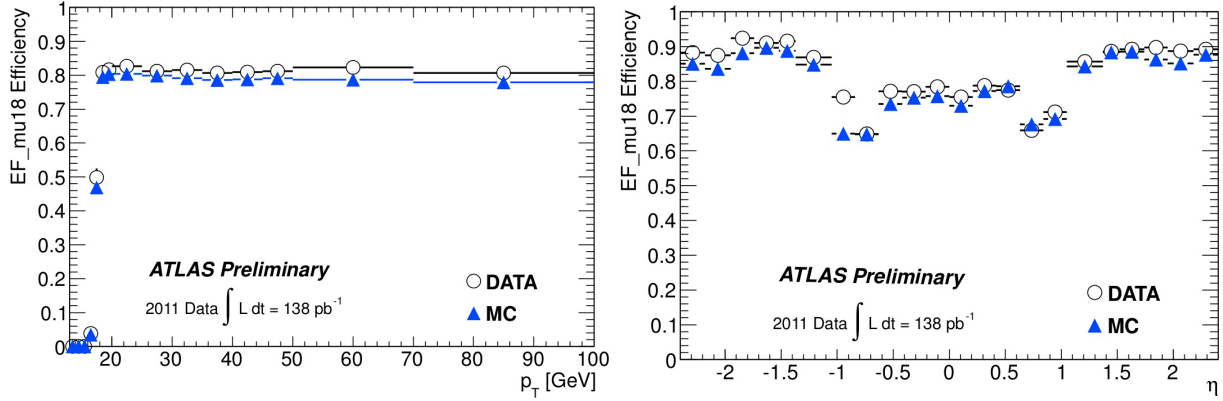 EF_mu18 Efficiency
1
0.9
0.8
0.7
0.6
0.5
0.4
0.3
0.2
0.1
0
ATLAS Preliminary
2011 Data ∫ L dt = 138 pb⁻¹
DATA
MC
20 30 40 50 60 70 80 90 100
p_T [GeV]
EF_mu18 Efficiency
1
0.9
0.8
0.7
0.6
0.5
0.4
0.3
0.2
0.1
0
ATLAS Preliminary
2011 Data ∫ L dt = 138 pb⁻¹
DATA
MC
-2 -1.5 -1 -0.5 0 0.5 1 1.5 2
η